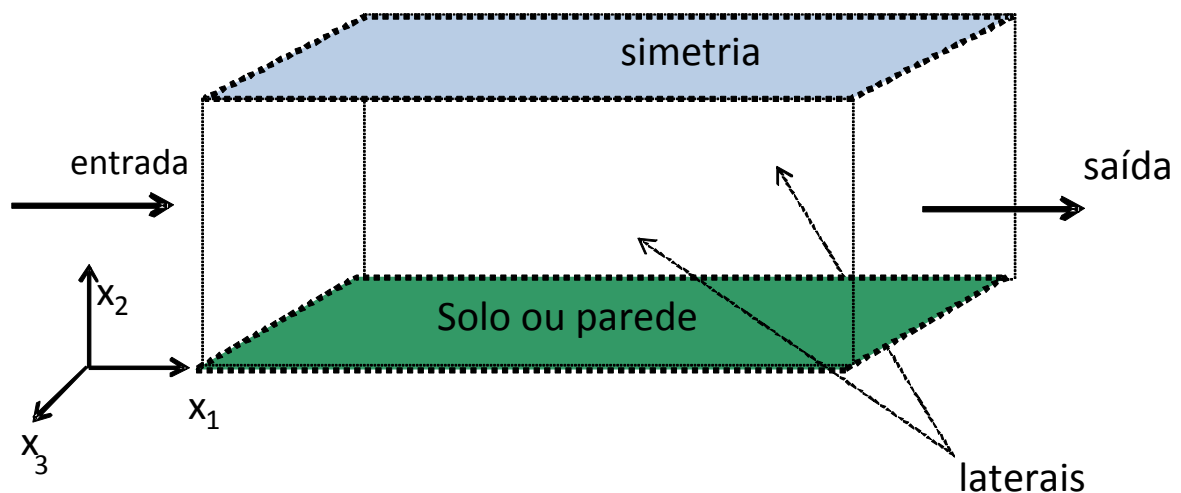 simetria
entrada
saída
x2
Solo ou parede
x1
x3
laterais